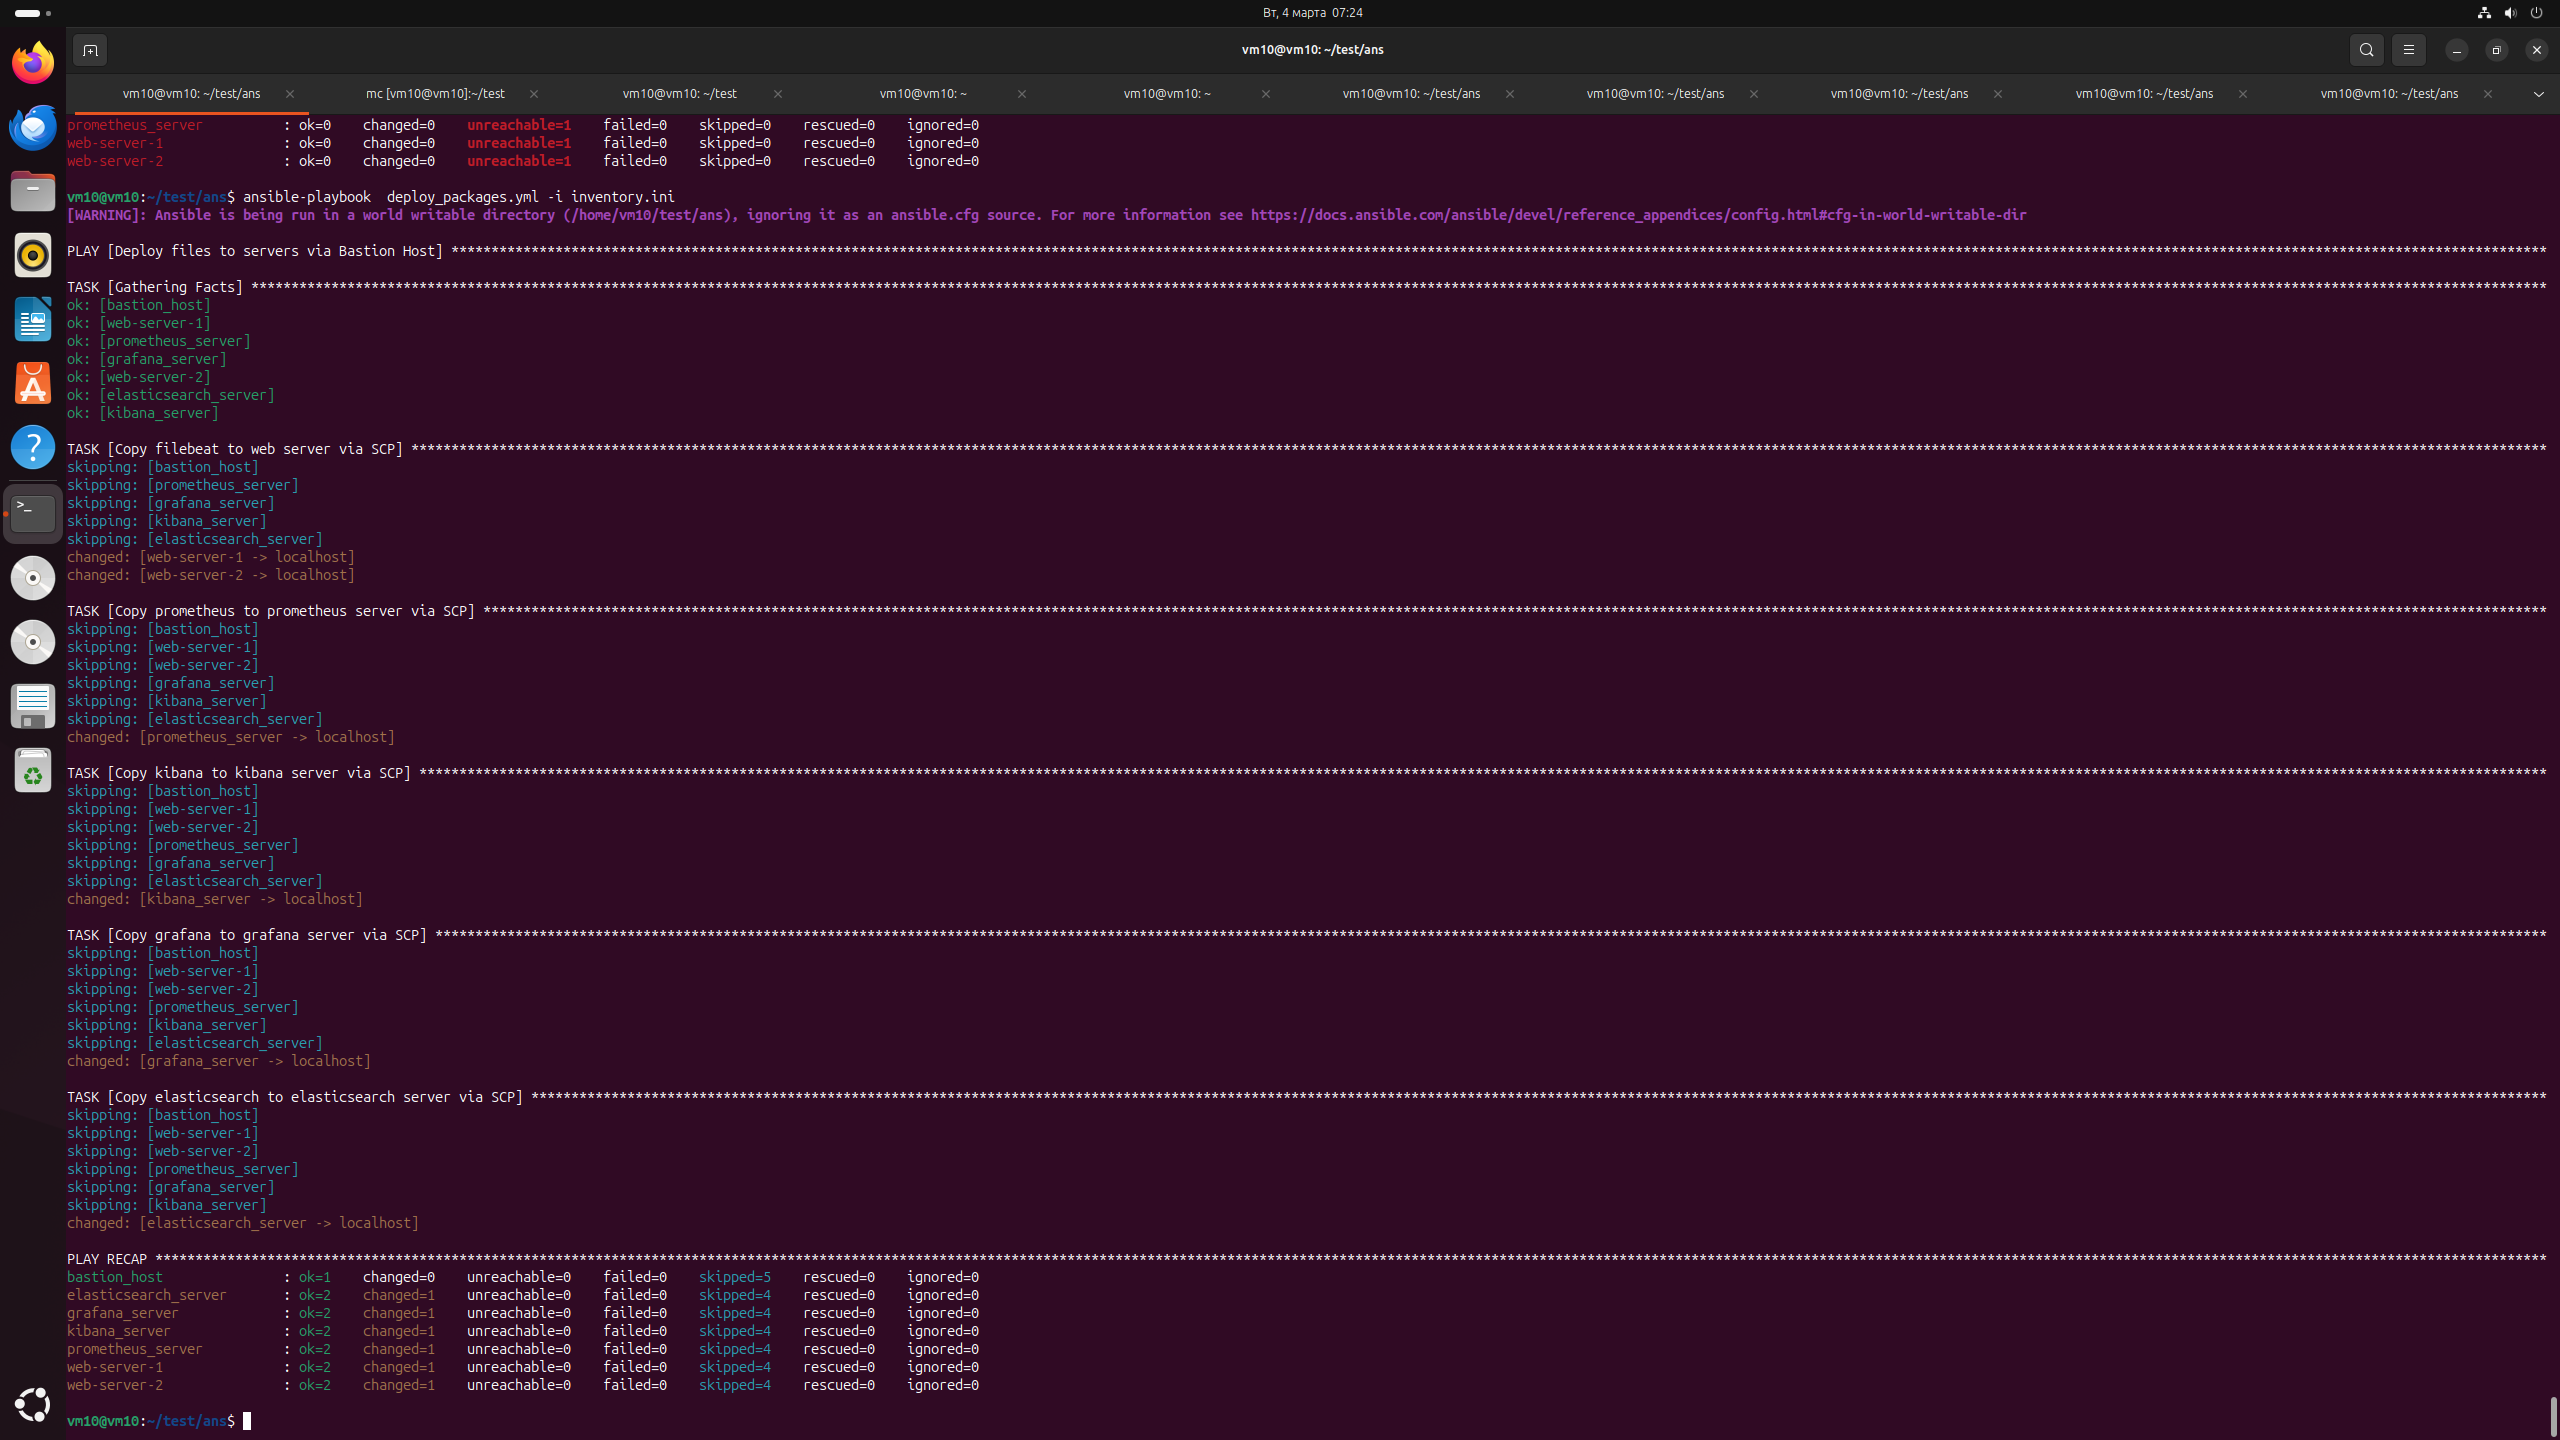 Вт, 4 марта 07:24
vm10@vm10: ~/test/ans
vm10@vm10: ~/test/ans
mc [vm10@vm10]:~/test
vm10@vm10: ~/test
vm10@vm10: ~
vm10@vm10: ~
vm10@vm10: ~/test/ans
vm10@vm10: ~/test/ans
vm10@vm10: ~/test/ans
vm10@vm10: ~/test/ans
vm10@vm10: ~/test/ans
prometheus_server : ok=0 changed=0 unreachable=1 failed=0 skipped=0 rescued=0 ignored=0
web-server-1 : ok=0 changed=0 unreachable=1 failed=0 skipped=0 rescued=0 ignored=0
web-server-2 : ok=0 changed=0 unreachable=1 failed=0 skipped=0 rescued=0 ignored=0
vm10@vm10:~/test/ans$ ansible-playbook deploy_packages.yml -i inventory.ini
[WARNING]: Ansible is being run in a world writable directory (/home/vm10/test/ans), ignoring it as an ansible.cfg source. For more information see https://docs.ansible.com/ansible/devel/reference_appendices/config.html#cfg-in-world-writable-dir
PLAY [Deploy files to servers via Bastion Host] ****
TASK [Gathering Facts] ****
ok: [bastion_host]
ok: [web-server-1]
ok: [prometheus_server]
ok: [grafana_server]
ok: [web-server-2]
ok: [elasticsearch_server]
ok: [kibana_server]
TASK [Copy filebeat to web server via SCP] ****
skipping: [bastion_host]
skipping: [prometheus_server]
skipping: [grafana_server]
skipping: [kibana_server]
skipping: [elasticsearch_server]
changed: [web-server-1 -> localhost]
changed: [web-server-2 -> localhost]
TASK [Copy prometheus to prometheus server via SCP] ****
skipping: [bastion_host]
skipping: [web-server-1]
skipping: [web-server-2]
skipping: [grafana_server]
skipping: [kibana_server]
skipping: [elasticsearch_server]
changed: [prometheus_server -> localhost]
TASK [Copy kibana to kibana server via SCP] ****
skipping: [bastion_host]
skipping: [web-server-1]
skipping: [web-server-2]
skipping: [prometheus_server]
skipping: [grafana_server]
skipping: [elasticsearch_server]
changed: [kibana_server -> localhost]
TASK [Copy grafana to grafana server via SCP] ****
skipping: [bastion_host]
skipping: [web-server-1]
skipping: [web-server-2]
skipping: [prometheus_server]
skipping: [kibana_server]
skipping: [elasticsearch_server]
changed: [grafana_server -> localhost]
TASK [Copy elasticsearch to elasticsearch server via SCP] ****
skipping: [bastion_host]
skipping: [web-server-1]
skipping: [web-server-2]
skipping: [prometheus_server]
skipping: [grafana_server]
skipping: [kibana_server]
changed: [elasticsearch_server -> localhost]
PLAY RECAP ****
bastion_host : ok=1 changed=0 unreachable=0 failed=0 skipped=5 rescued=0 ignored=0
elasticsearch_server : ok=2 changed=1 unreachable=0 failed=0 skipped=4 rescued=0 ignored=0
grafana_server : ok=2 changed=1 unreachable=0 failed=0 skipped=4 rescued=0 ignored=0
kibana_server : ok=2 changed=1 unreachable=0 failed=0 skipped=4 rescued=0 ignored=0
prometheus_server : ok=2 changed=1 unreachable=0 failed=0 skipped=4 rescued=0 ignored=0
web-server-1 : ok=2 changed=1 unreachable=0 failed=0 skipped=4 rescued=0 ignored=0
web-server-2 : ok=2 changed=1 unreachable=0 failed=0 skipped=4 rescued=0 ignored=0
vm10@vm10:~/test/ans$